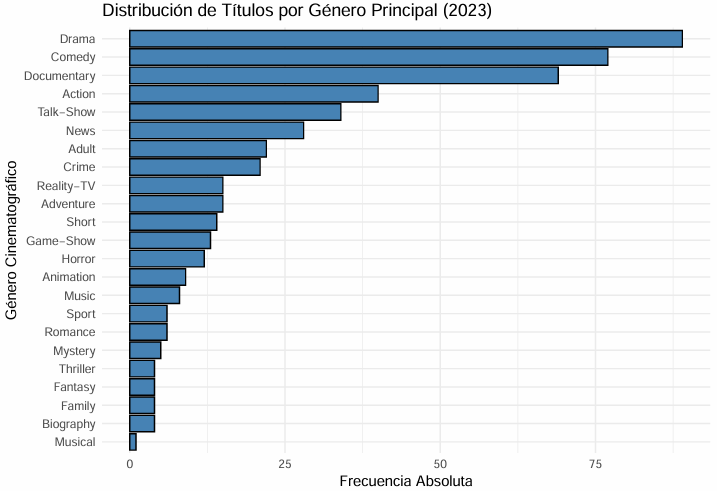 Distribución de Títulos por Género Principal (2023)
Género Cinematográfico
Drama
Comedy
Documentary
Action
Talk−Show
News
Adult
Crime
Reality−TV
Adventure
Short
Game−Show
Horror
Animation
Music
Sport
Romance
Mystery
Thriller
Fantasy
Family
Biography
Musical
0 25 50 75
Frecuencia Absoluta